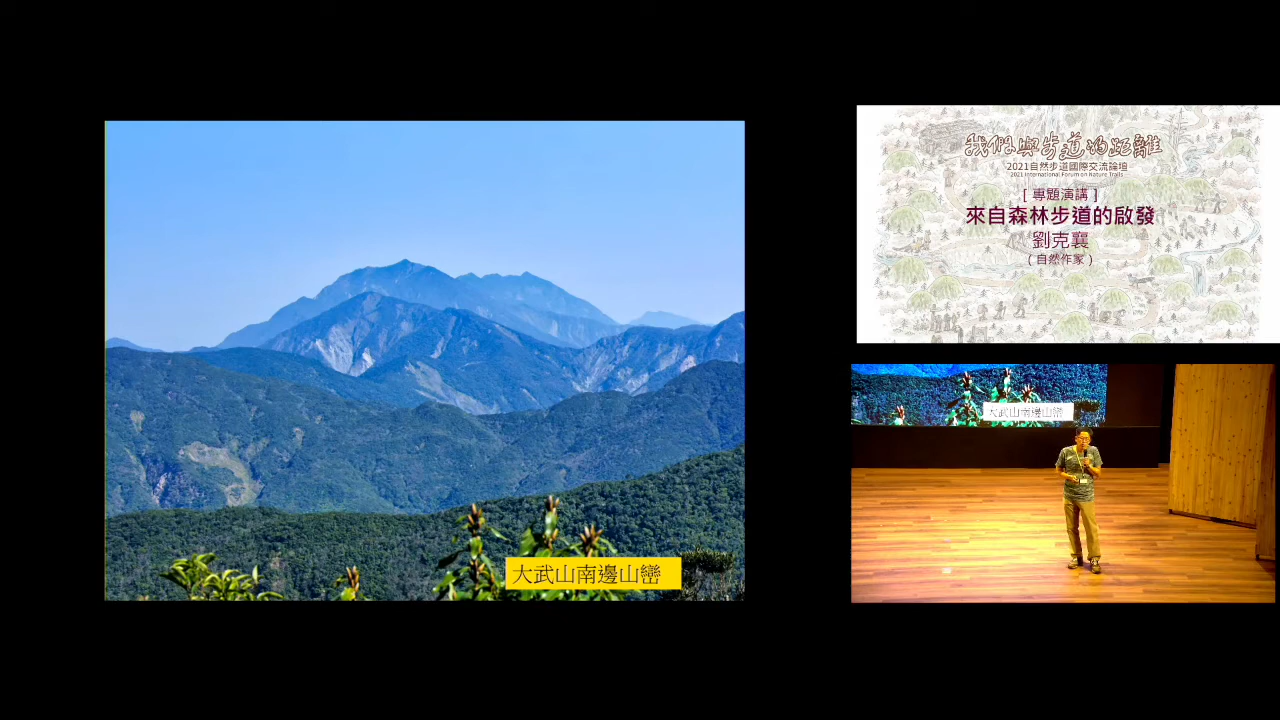 大武山南邊山巒
我們與步道的距離
2021自然步道國際交流論壇
2021 International Forum on Nature Trails
[ 專題演講 ]
來自森林步道的啟發
劉克襄
( 自然作家 )
大武山南邊山巒